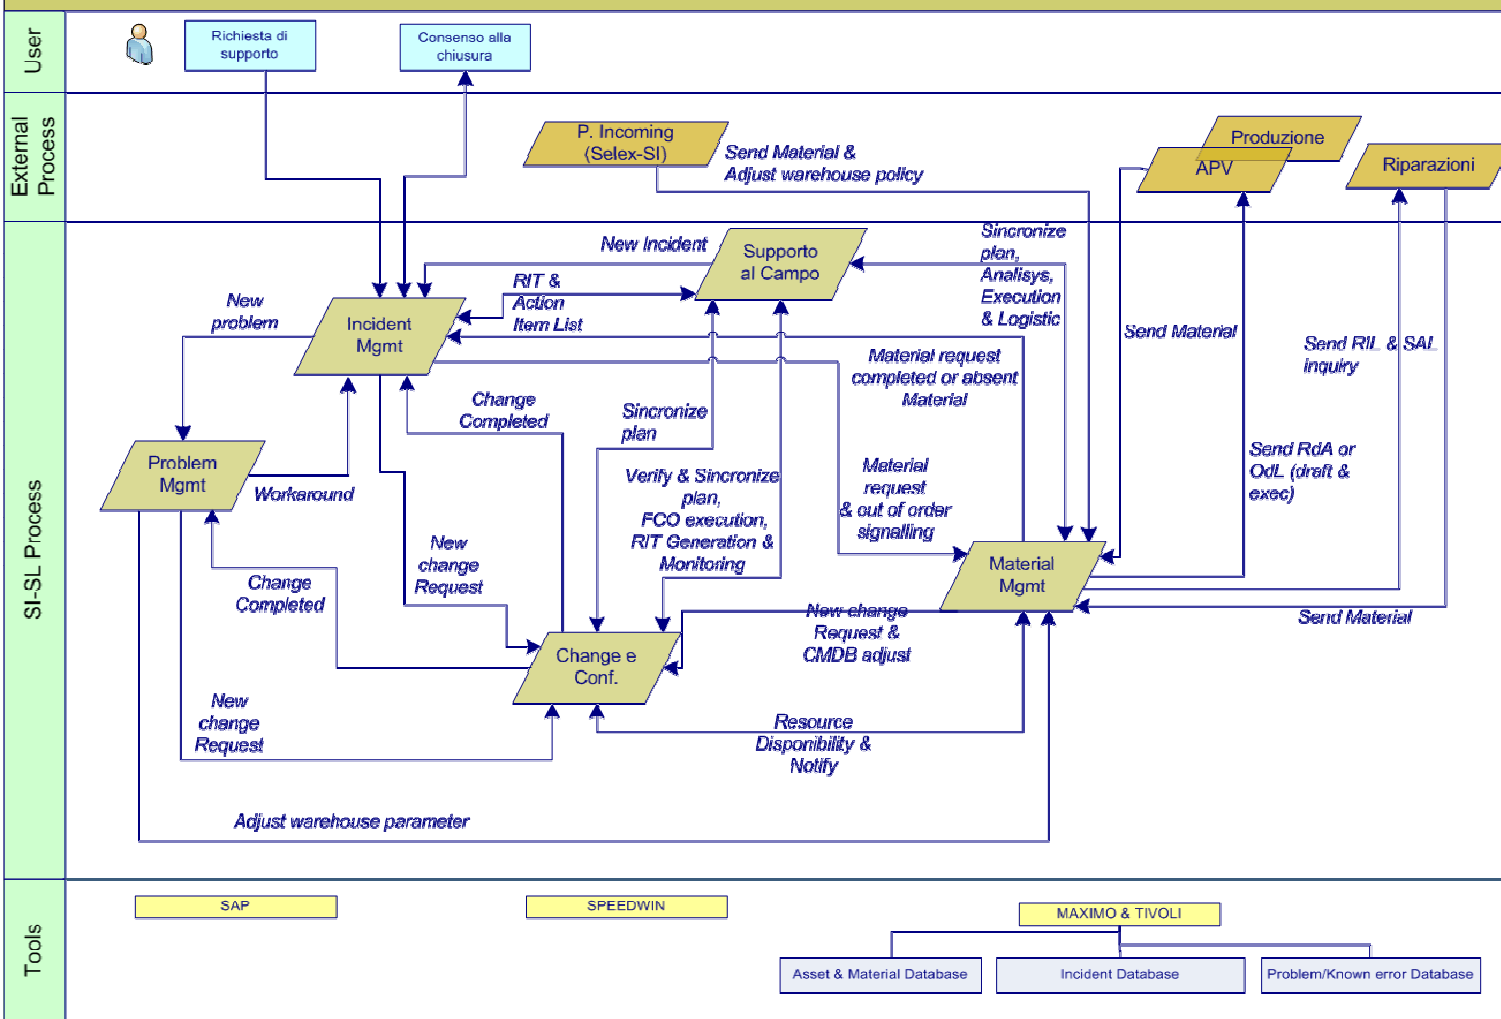 User
Richiesta di
supporto
Consenso alla
chiusura
External
Process
P. Incoming
(Selex-SI)
Send Material &
Adjust warehouse policy
Produzione
APV
Riparazioni
SI-SL Process
New Incident
Supporto
al Campo
Sincronize
plan,
Analisys,
Execution
& Logistic
RIT &
Action
Item List
New
problem
Incident
Mgmt
Send Material
Send RIL & SAL
inquiry
Material request
completed or absent
Material
Change
Completed
Sincronize
plan
Problem
Mgmt
Workaround
Verify & Sincronize
plan,
FCO execution,
RIT Generation &
Monitoring
Material
request
& out of order
signalling
Send RdA or
OdL (draft &
exec)
New
change
Request
Change
Completed
Material
Mgmt
New change
Request &
CMDB adjust
Send Material
Change e
Conf.
New
change
Request
Resource
Disponibility &
Notify
Adjust warehouse parameter
Tools
SAP
SPEEDWIN
MAXIMO & TIVOLI
Asset & Material Database
Incident Database
Problem/Known error Database